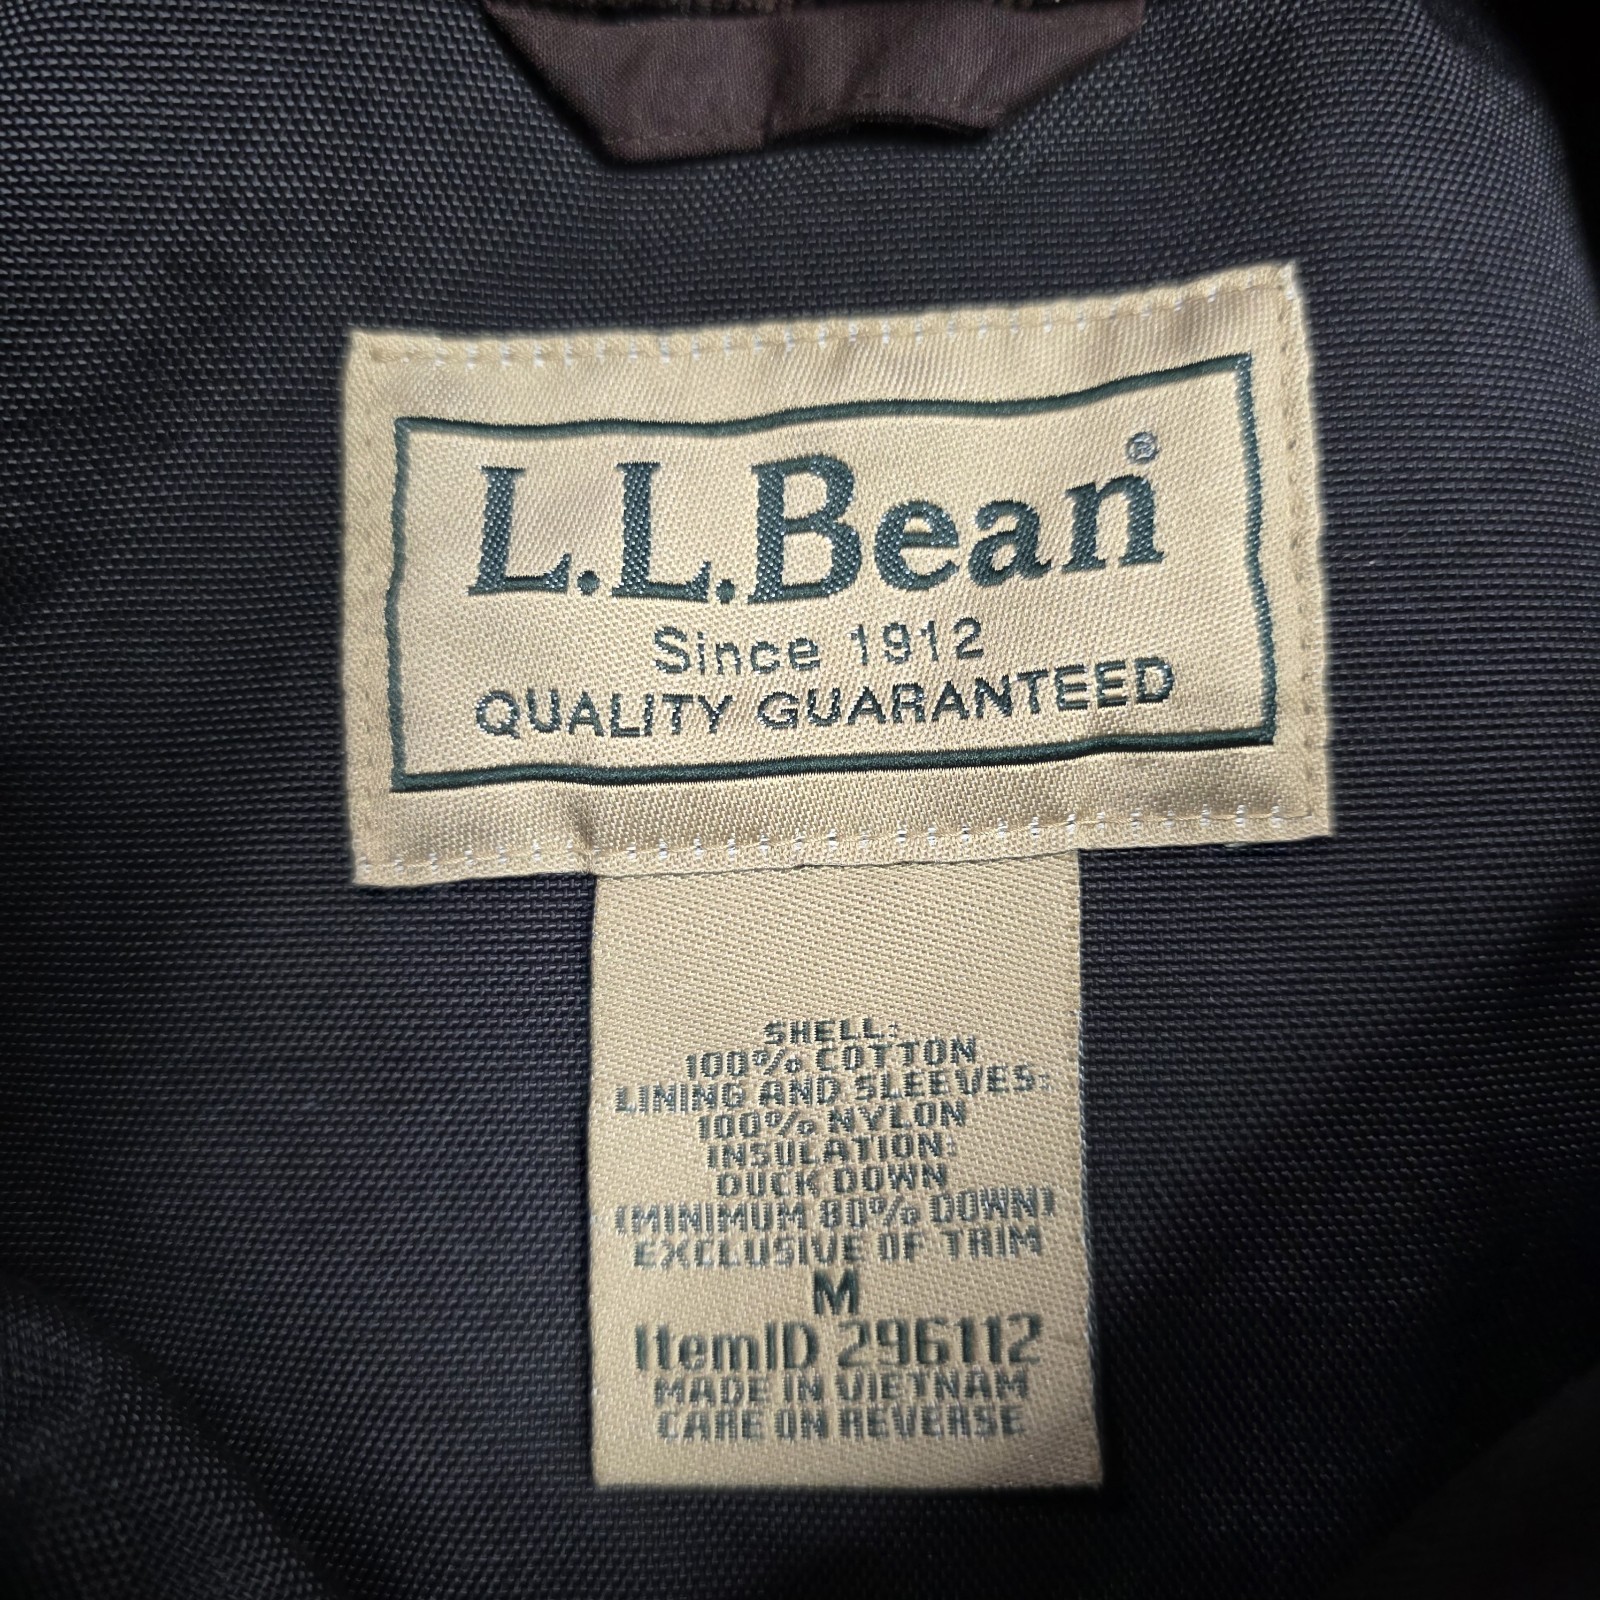 L.L.Bean®
Since 1912
QUALITY GUARANTEED
SHELL:
100% COTTON
LINING AND SLEEVES:
100% NYLON
INSULATION:
DUCK DOWN
(MINIMUM 80% DOWN)
EXCLUSIVE OF TRIM
M
ItemID 296112
MADE IN VIETNAM
CARE ON REVERSE